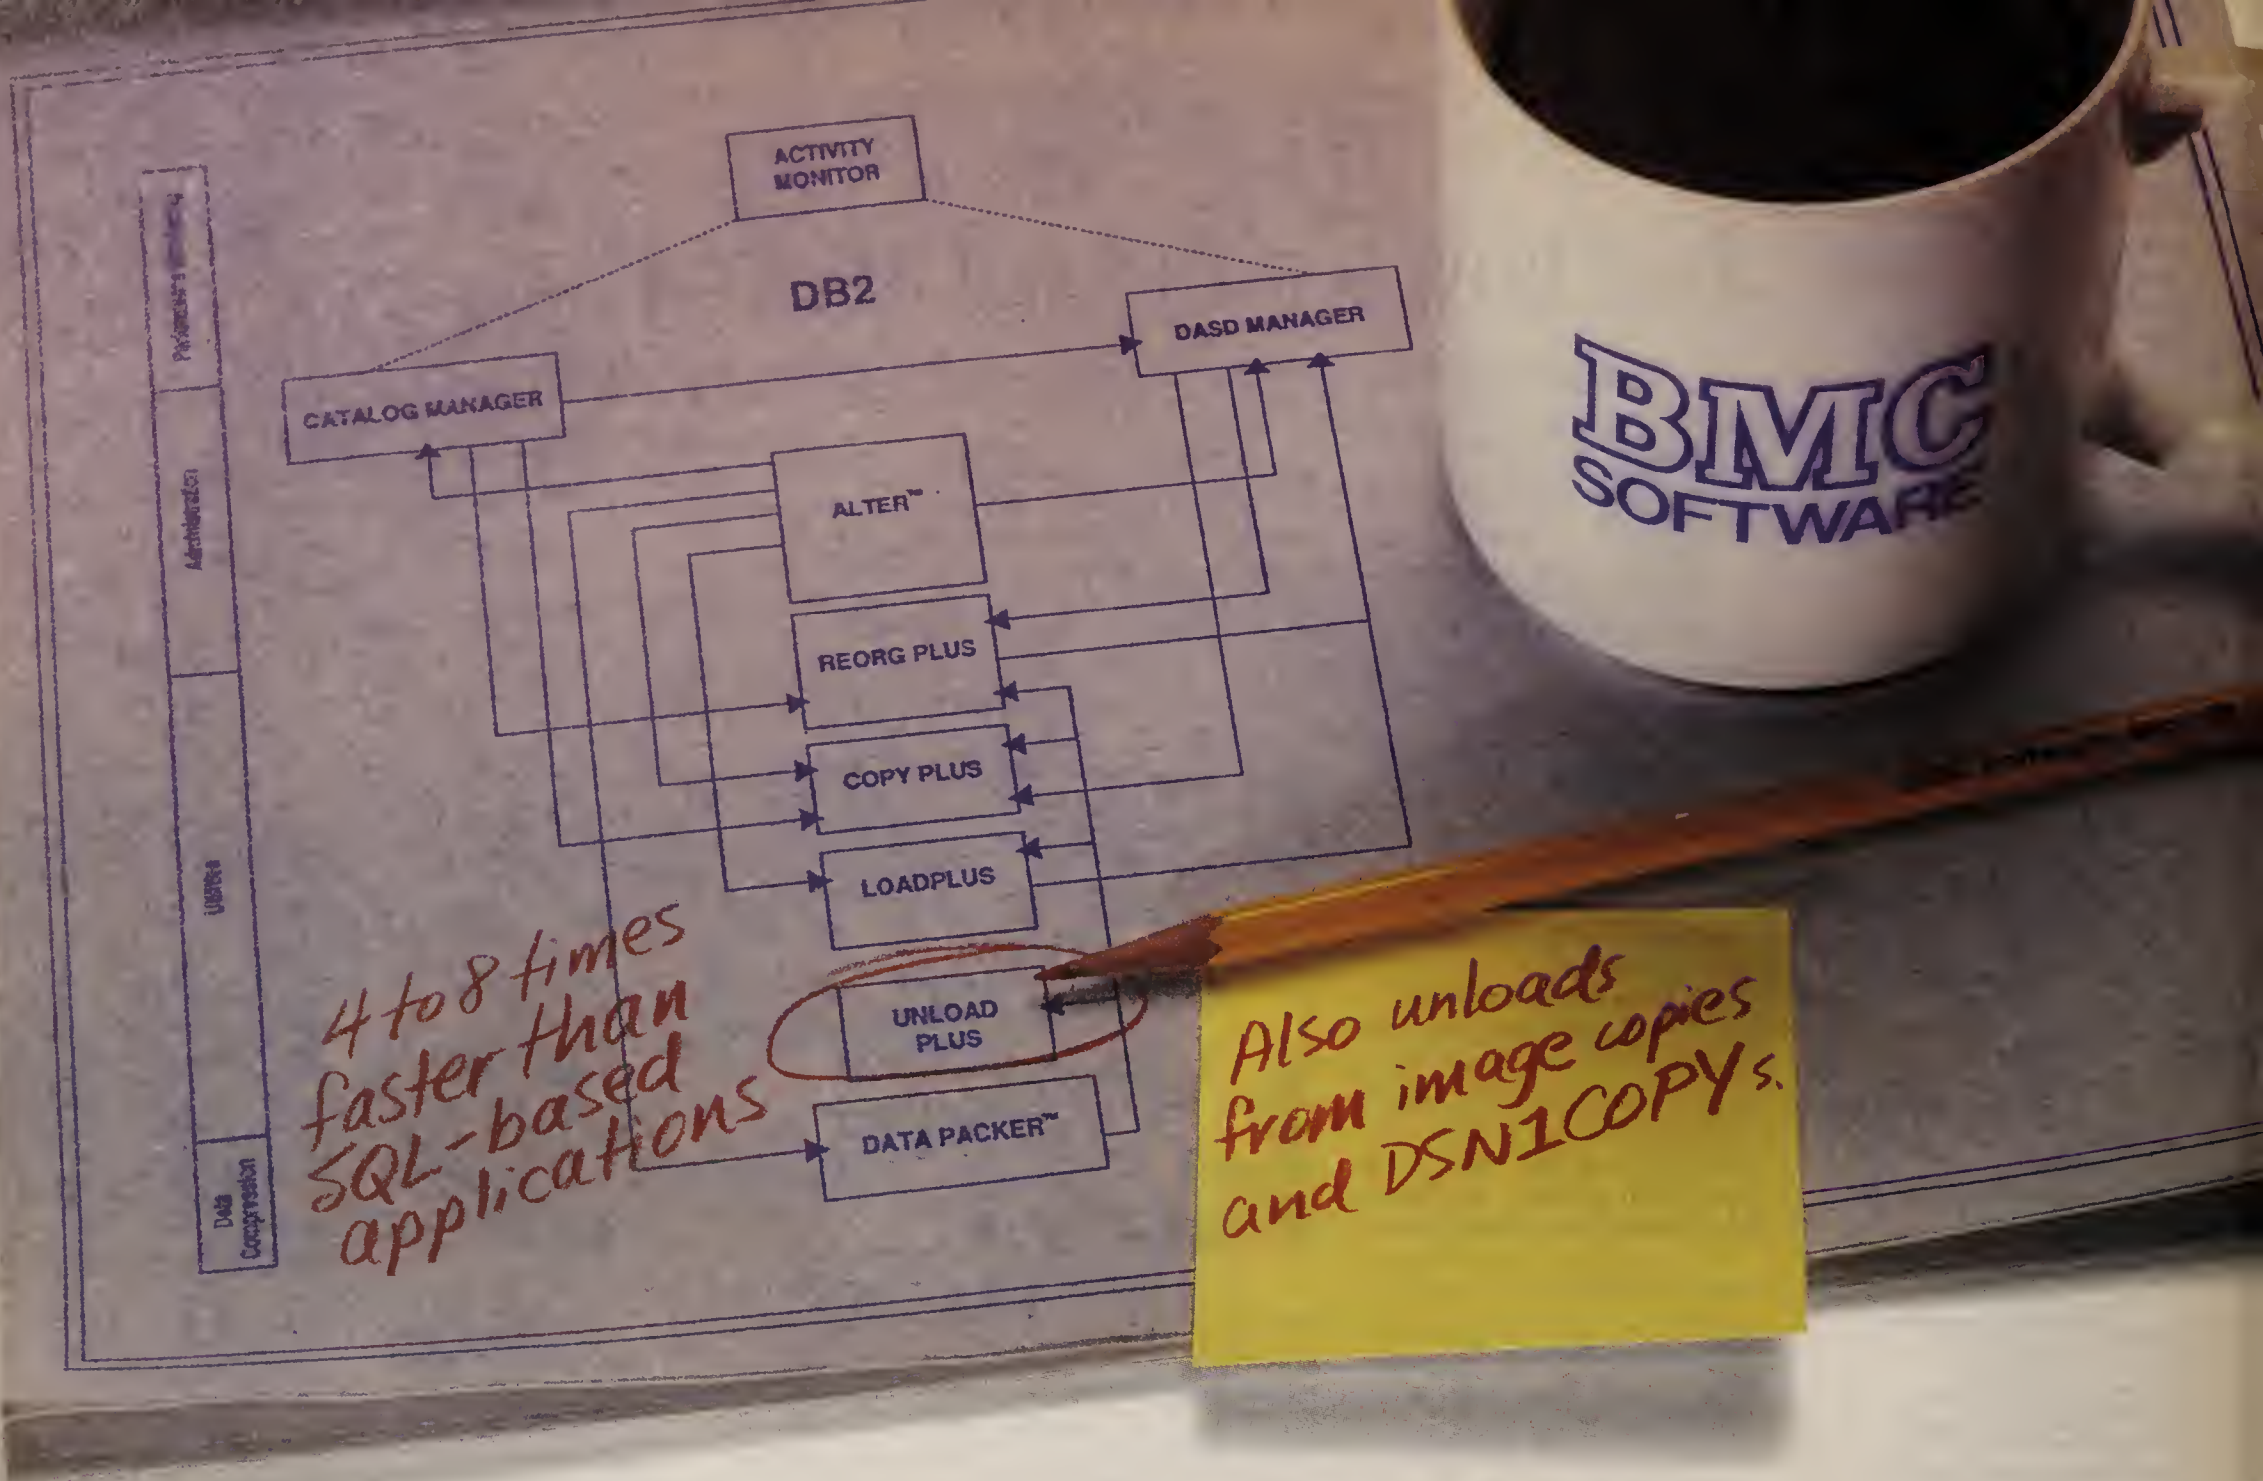 ACTIVITY
MONITOR
DB2
DASD MANAGER
CATALOG MANAGER
ALTER™
REORG PLUS
COPY PLUS
LOADPLUS
UNLOAD
PLUS
DATA PACKER™
Administration
Utilities
Data
Compression
4 to 8 times
faster than
SQL-based
applications
Also unloads
from image copies
and DSN1COPYs.
BMC
SOFTWARE